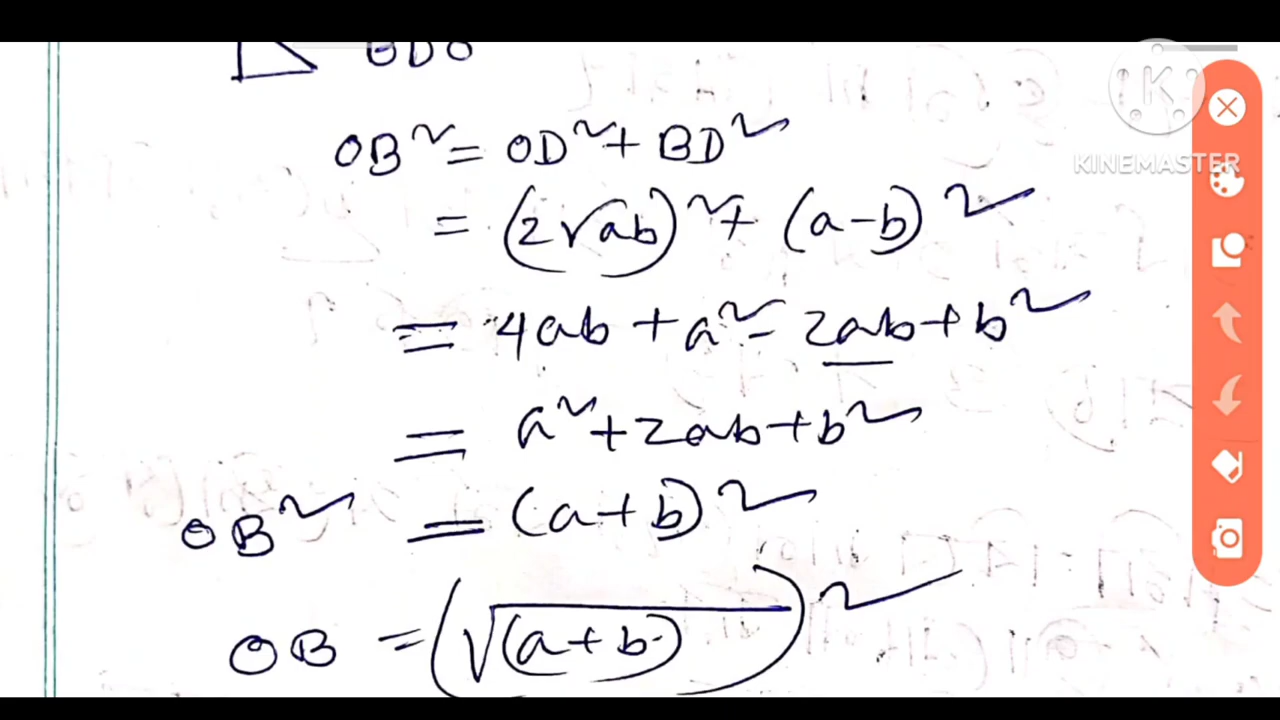 OB² = OD² + BD²
= (2√ab)² + (a-b)²
= 4ab + a² - 2ab + b²
= a² + 2ab + b²
OB² = (a+b)²
OB = (√(a+b))²
K
KINEMASTER